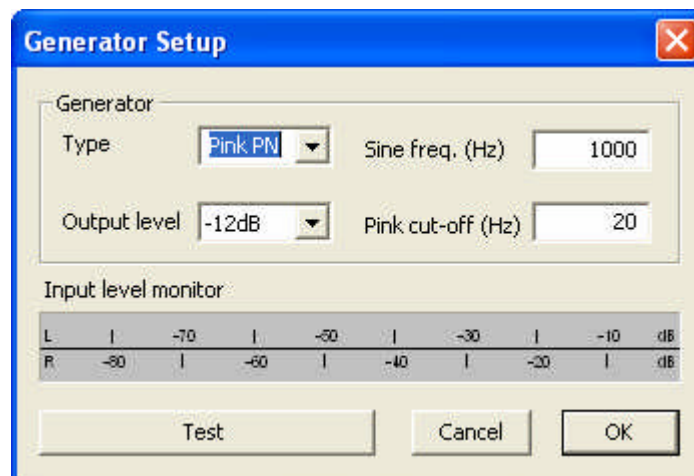 Generator Setup
Generator
Type Pink PN Sine freq. (Hz) 1000
Output level -12dB Pink cut-off (Hz) 20
Input level monitor
L | -70 | -50 | -30 | -10 dB
R -80 | -60 | -40 | -20 | dB
Test Cancel OK